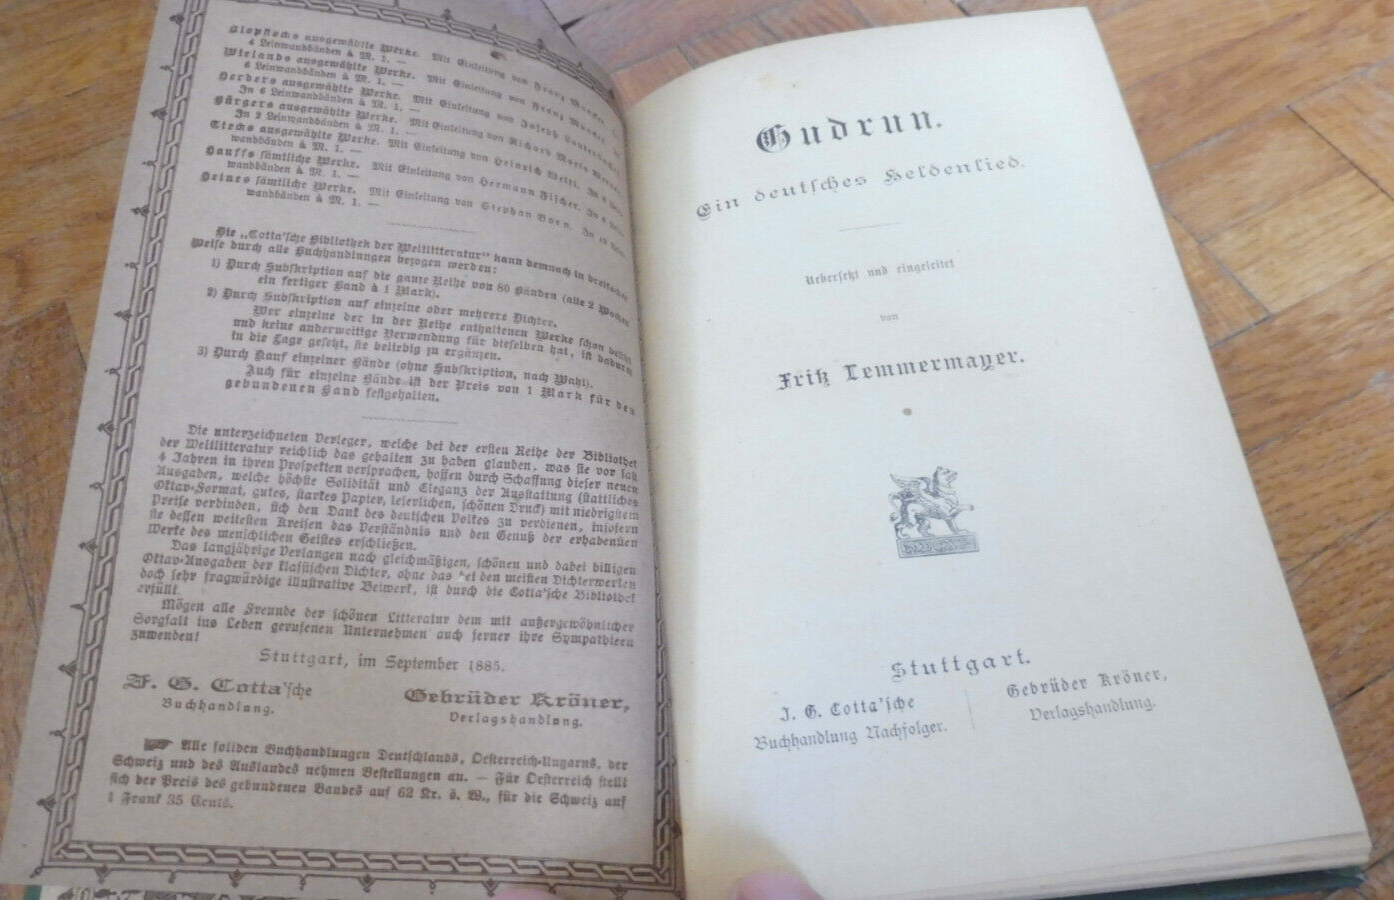 Klopstocks ausgewählte Werke. Mit Einleitung von Franz Muncker.
4 Leinwandbänden à M. 1. —
Wielands ausgewählte Werke. Mit Einleitung von Franz Muncker.
6 Leinwandbänden à M. 1. —
Herders ausgewählte Werke. Mit Einleitung von Joseph Lautenbacher.
In 6 Leinwandbänden à M. 1. —
Bürgers ausgewählte Werke. Mit Einleitung von Richard Maria Werner.
In 2 Leinwandbänden à M. 1. —
Tiecks ausgewählte Werke. Mit Einleitung von Heinrich Welti. In 8 Lein-
wandbänden à M. 1. —
Hauffs sämtliche Werke. Mit Einleitung von Hermann Fischer. In 6 Lein-
wandbänden à M. 1. —
Heines sämtliche Werke. Mit Einleitung von Stephan Born. In 12 Lein-
wandbänden à M. 1. —
Die „Cotta'sche Bibliothek der Weltlitteratur" kann demnach in dreifacher
Weise durch alle Buchhandlungen bezogen werden:
1) Durch Subskription auf die ganze Reihe von 80 Bänden (alle 2 Wochen
ein fertiger Band à 1 Mark).
2) Durch Subskription auf einzelne oder mehrere Dichter.
Wer einzelne der in der Reihe enthaltenen Werke schon besitzt
und keine anderweitige Verwendung für dieselben hat, ist dadurch
in die Lage gesetzt, sie beliebig zu ergänzen.
3) Durch Kauf einzelner Bände (ohne Subskription, nach Wahl).
Auch für einzelne Bände ist der Preis von 1 Mark für den
gebundenen Band festgehalten.
Die unterzeichneten Verleger, welche bei der ersten Reihe der Bibliothek
der Weltlitteratur reichlich das gehalten zu haben glauben, was sie vor fast
4 Jahren in ihren Prospekten versprachen, hoffen durch Schaffung dieser neuen
Ausgaben, welche höchste Solidität und Eleganz der Ausstattung (stattliches
Oktav-Format, gutes, starkes Papier, leserlichen, schönen Druck) mit niedrigstem
Preise verbinden, sich den Dank des deutschen Volkes zu verdienen, insofern
sie dessen weitesten Kreisen das Verständnis und den Genuß der erhabensten
Werke des menschlichen Geistes erschließen.
Das langjährige Verlangen nach gleichmäßigen, schönen und dabei billigen
Oktav-Ausgaben der klassischen Dichter, ohne das bei den meisten Dichterwerken
doch sehr fragwürdige illustrative Beiwerk, ist durch die Cotta'sche Bibliothek
erfüllt.
Mögen alle Freunde der schönen Litteratur dem mit außergewöhnlicher
Sorgfalt ins Leben gerufenen Unternehmen auch ferner ihre Sympathieen
zuwenden!
Stuttgart, im September 1885.
J. G. Cotta'sche
Buchhandlung.
Gebrüder Kröner,
Verlagshandlung.
☛ Alle soliden Buchhandlungen Deutschlands, Oesterreich-Ungarns, der
Schweiz und des Auslandes nehmen Bestellungen an. — Für Oesterreich stellt
sich der Preis des gebundenen Bandes auf 62 Kr. ö. W., für die Schweiz auf
1 Frank 35 Cents.
Gudrun.
Ein deutsches Heldenlied.
Uebersetzt und eingeleitet
von
Fritz Lemmermayer.
Stuttgart.
J. G. Cotta'sche
Buchhandlung Nachfolger.
Gebrüder Kröner,
Verlagshandlung.